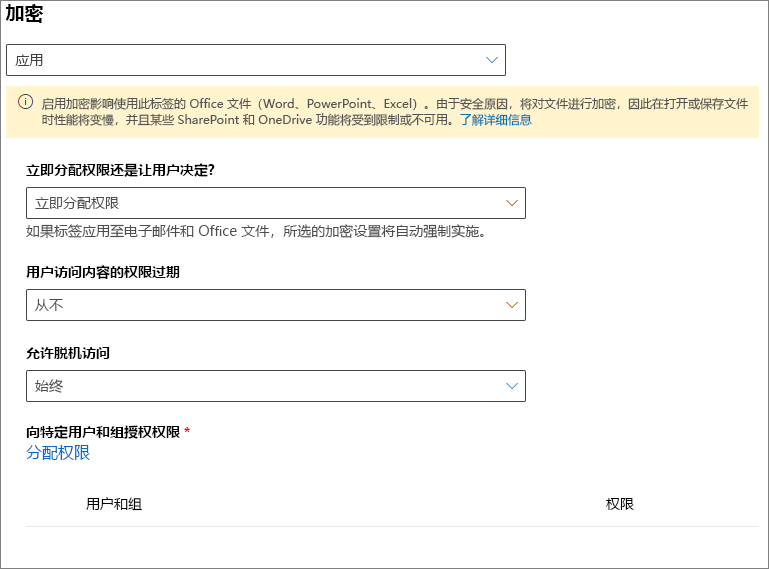 加密
应用
启用加密影响使用此标签的 Office 文件（Word、PowerPoint、Excel）。由于安全原因，将对文件进行加密，因此在打开或保存文件
时性能将变慢，并且某些 SharePoint 和 OneDrive 功能将受到限制或不可用。了解详细信息
立即分配权限还是让用户决定?
立即分配权限
如果标签应用至电子邮件和 Office 文件，所选的加密设置将自动强制实施。
用户访问内容的权限过期
从不
允许脱机访问
始终
向特定用户和组授权权限 *
分配权限
用户和组 权限